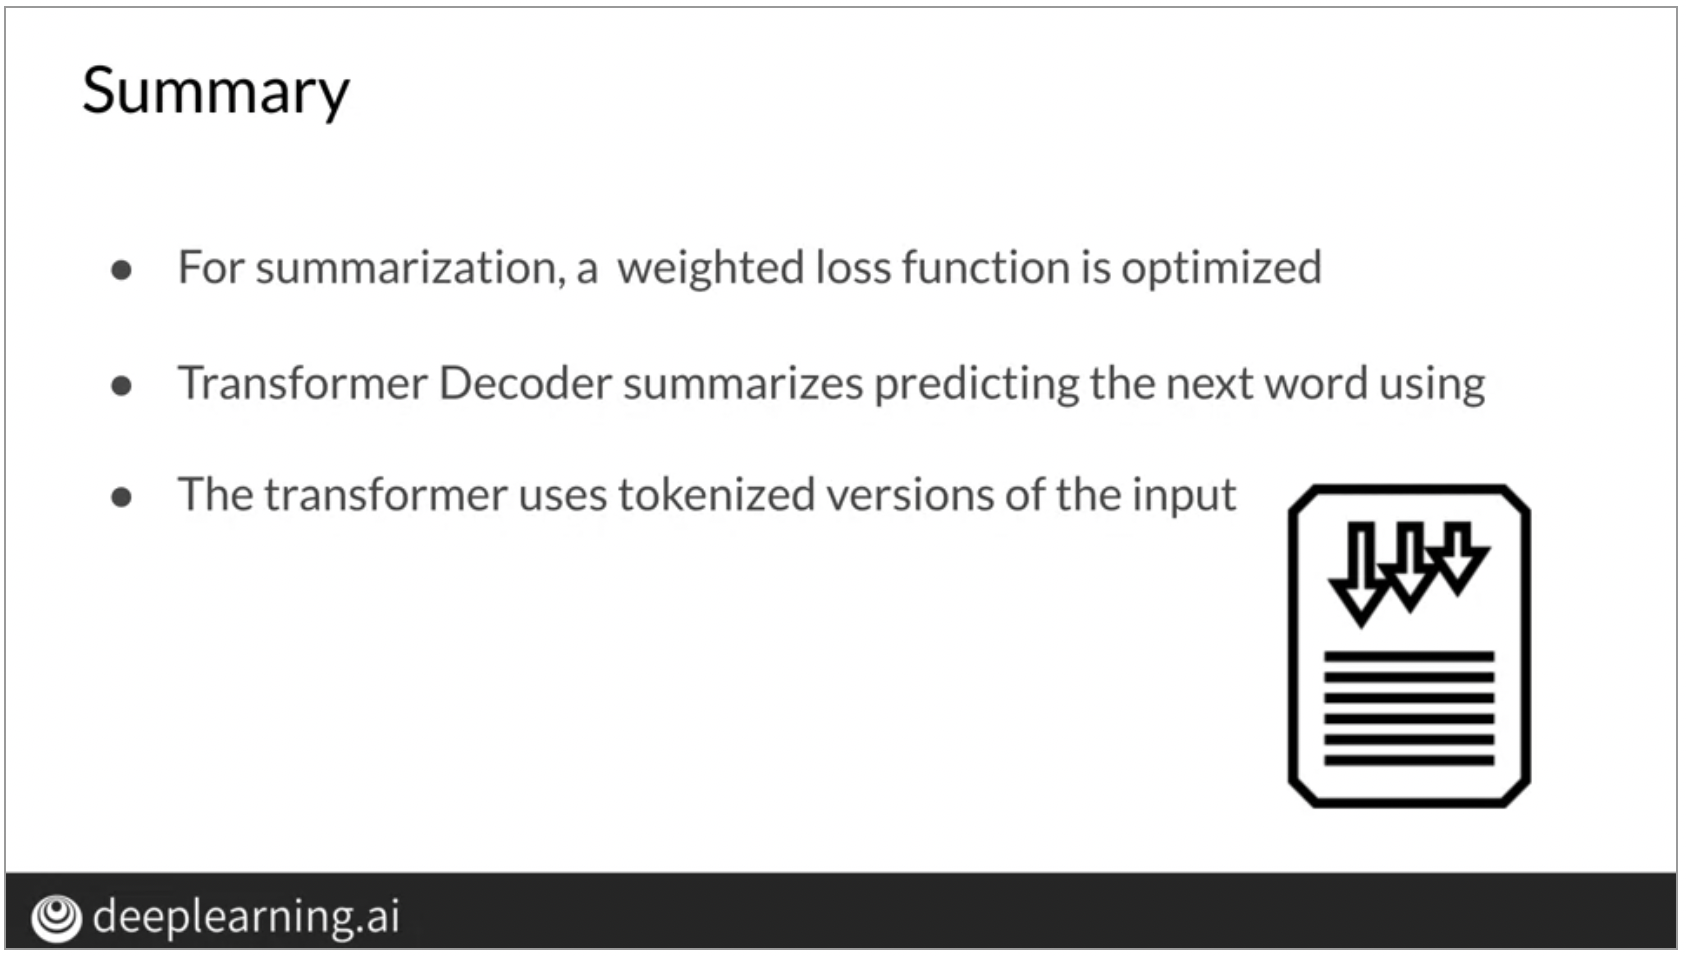 Summary
● For summarization, a weighted loss function is optimized
● Transformer Decoder summarizes predicting the next word using
● The transformer uses tokenized versions of the input
deeplearning.ai